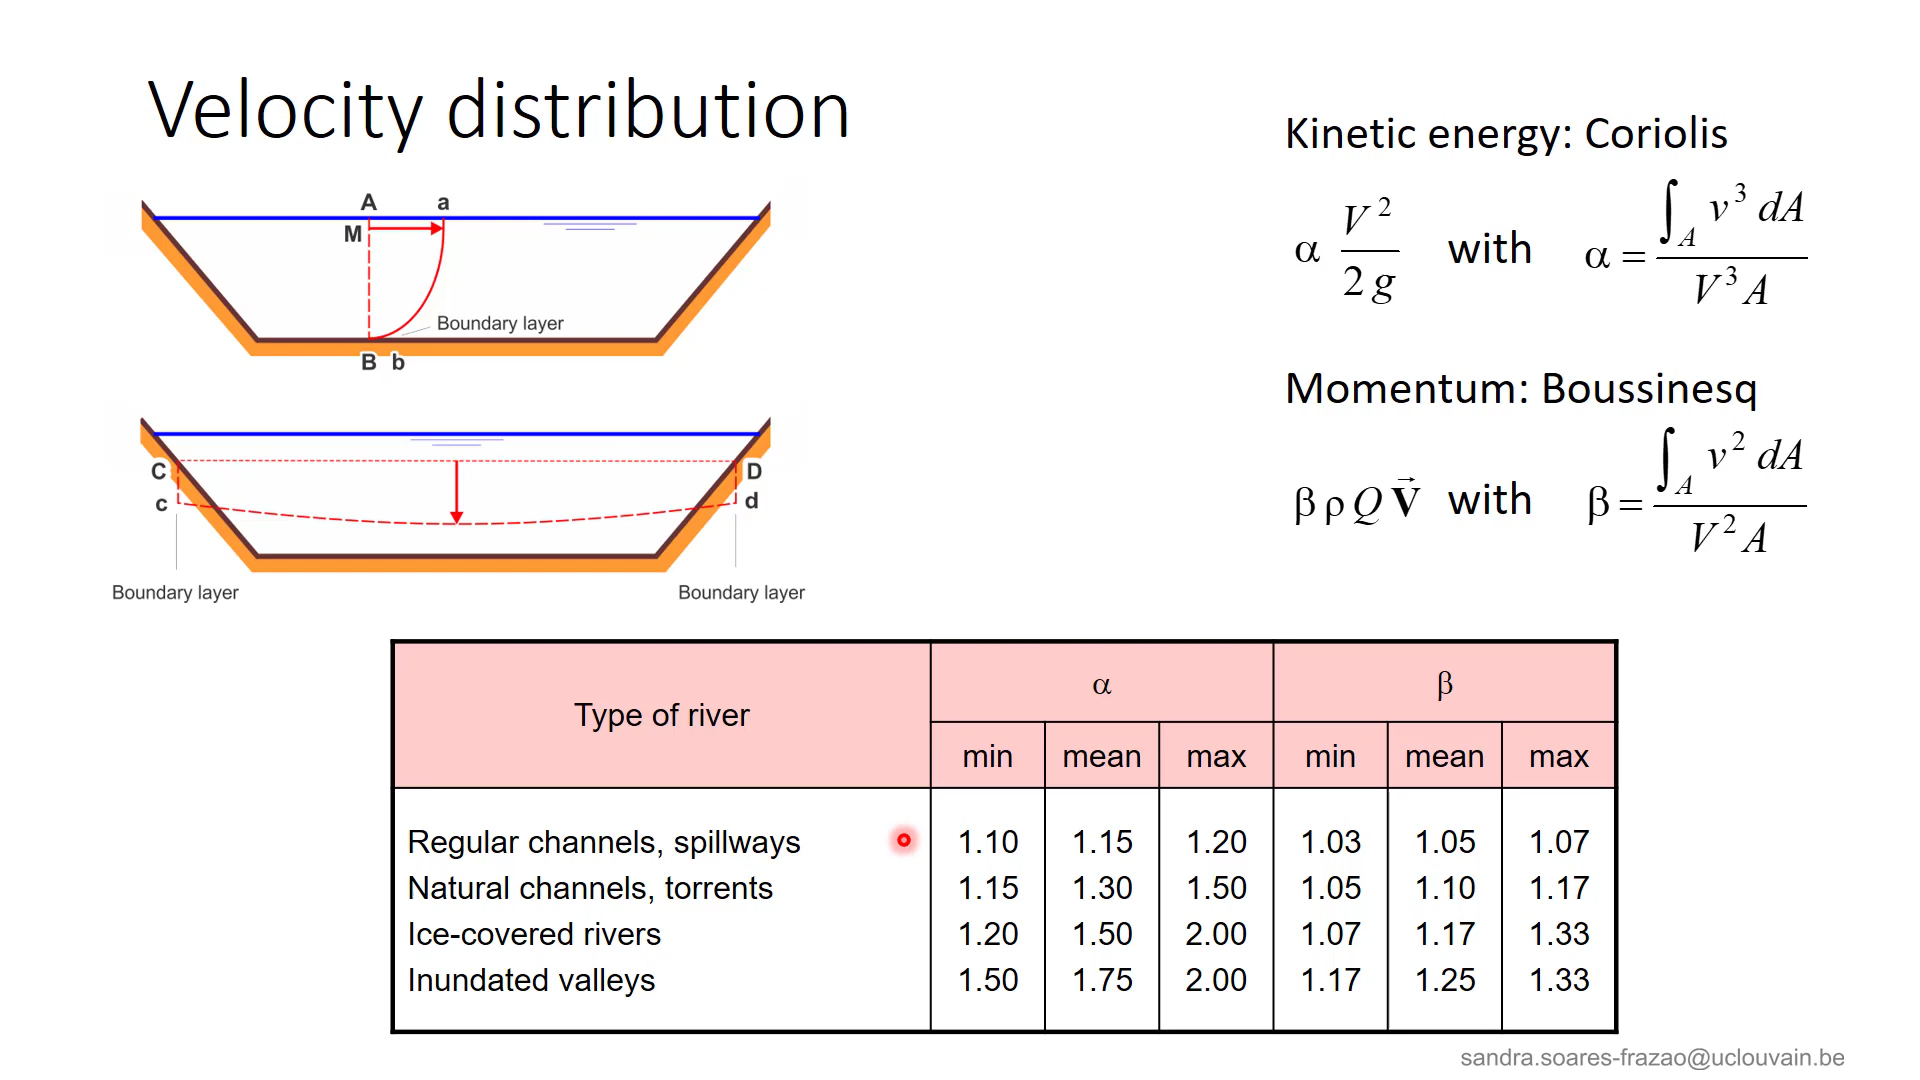 Velocity distribution
A a
M
Boundary layer
B b
C D
c d
Boundary layer Boundary layer
Kinetic energy: Coriolis
α V² / 2 g with α = ∫_A v³ dA / V³ A
Momentum: Boussinesq
β ρ Q V⃗ with β = ∫_A v² dA / V² A
Type of river α β
min mean max min mean max
Regular channels, spillways 1.10 1.15 1.20 1.03 1.05 1.07
Natural channels, torrents 1.15 1.30 1.50 1.05 1.10 1.17
Ice-covered rivers 1.20 1.50 2.00 1.07 1.17 1.33
Inundated valleys 1.50 1.75 2.00 1.17 1.25 1.33
sandra.soares-frazao@uclouvain.be